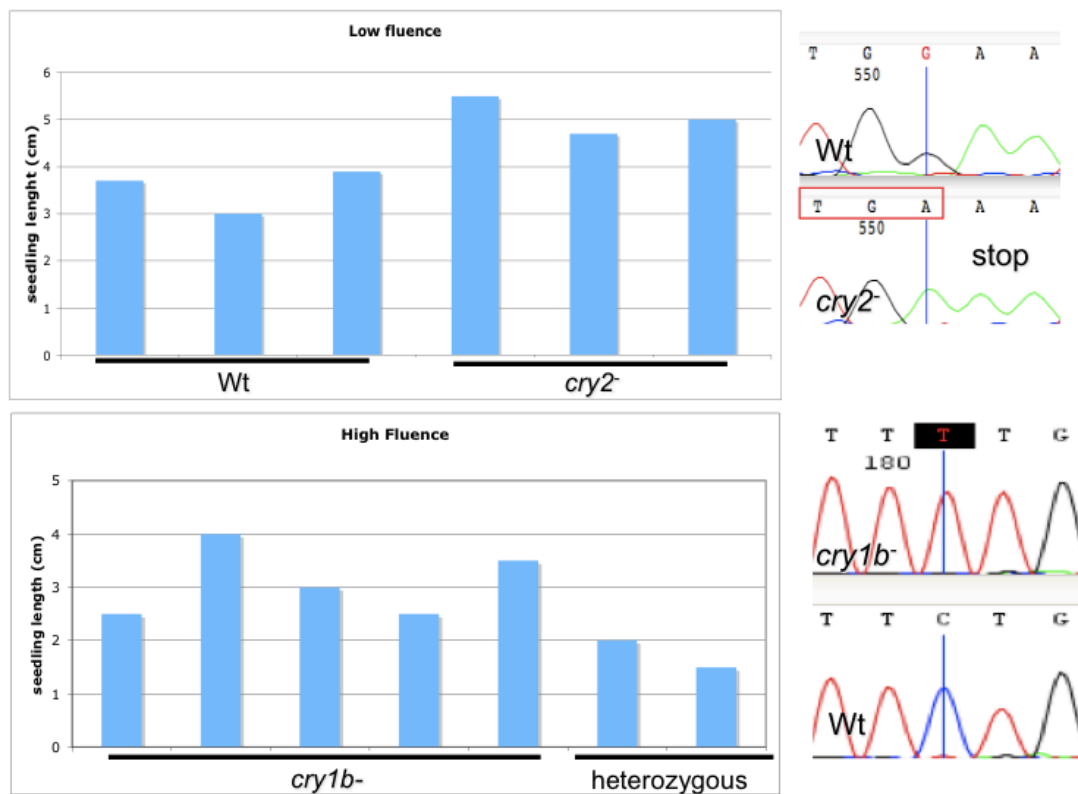 Low fluence
seedling lenght (cm)
6
5
4
3
2
1
0
Wt
cry2-
T G G A A
550
Wt
T G A A A
550
stop
cry2-
High Fluence
seedling length (cm)
5
4
3
2
1
0
cry1b-
heterozygous
T T T T G
180
cry1b-
T T C T G
Wt